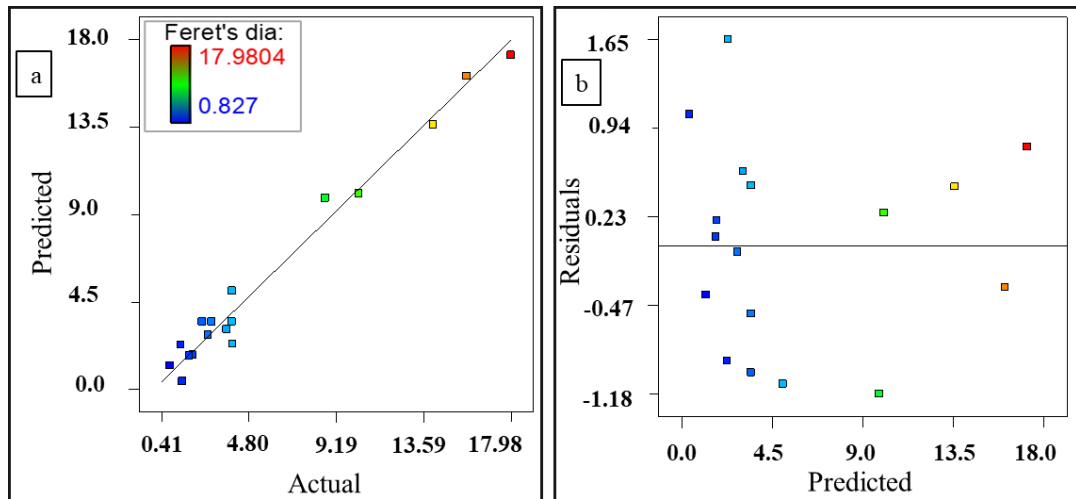 a
Feret's dia:
17.9804
0.827
18.0
13.5
9.0
4.5
0.0
Predicted
0.41 4.80 9.19 13.59 17.98
Actual
b
1.65
0.94
0.23
-0.47
-1.18
Residuals
0.0 4.5 9.0 13.5 18.0
Predicted